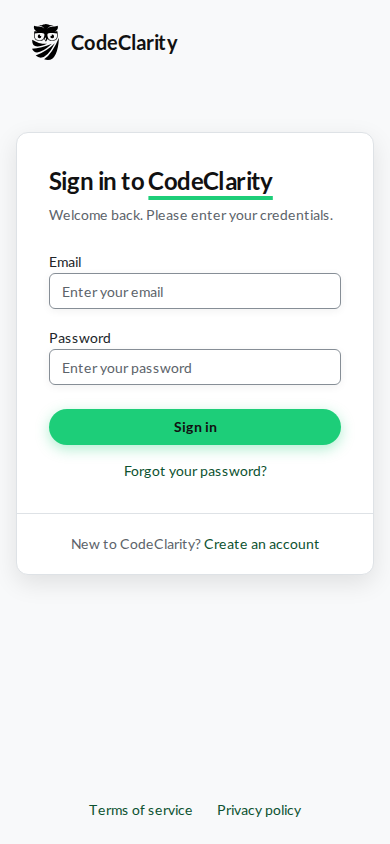 CodeClarity
Sign in to CodeClarity
Welcome back. Please enter your credentials.
Email
Enter your email
Password
Enter your password
Sign in
Forgot your password?
New to CodeClarity? Create an account
Terms of service Privacy policy